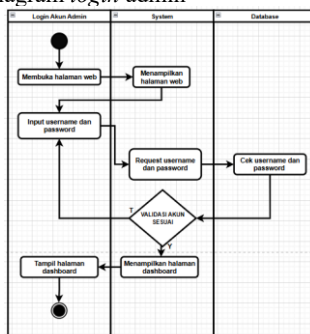 diagram login admin
Login Akun Admin
System
Database
Membuka halaman web
Menampilkan
halaman web
Input username dan
password
Request username
dan password
Cek username dan
password
VALIDASI AKUN
SESUAI
T
Y
Tampil halaman
dashboard
Menampilkan halaman
dashboard